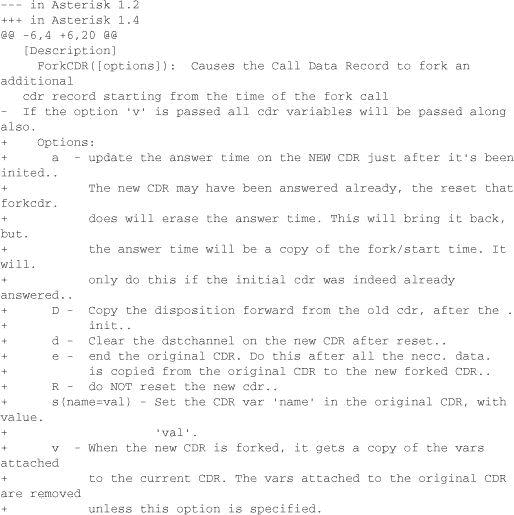 --- in Asterisk 1.2
+++ in Asterisk 1.4
@@ -6,4 +6,20 @@
[Description]
ForkCDR([options]): Causes the Call Data Record to fork an
additional
cdr record starting from the time of the fork call
- If the option 'v' is passed all cdr variables will be passed along
also.
+ Options:
+ a - update the answer time on the NEW CDR just after it's been
inited..
+ The new CDR may have been answered already, the reset that
forkcdr.
+ does will erase the answer time. This will bring it back,
but.
+ the answer time will be a copy of the fork/start time. It
will.
+ only do this if the initial cdr was indeed already
answered..
+ D - Copy the disposition forward from the old cdr, after the .
+ init..
+ d - Clear the dstchannel on the new CDR after reset..
+ e - end the original CDR. Do this after all the necc. data.
+ is copied from the original CDR to the new forked CDR..
+ R - do NOT reset the new cdr..
+ s(name=val) - Set the CDR var 'name' in the original CDR, with
value.
+ 'val'.
+ v - When the new CDR is forked, it gets a copy of the vars
attached
+ to the current CDR. The vars attached to the original CDR
are removed
+ unless this option is specified.